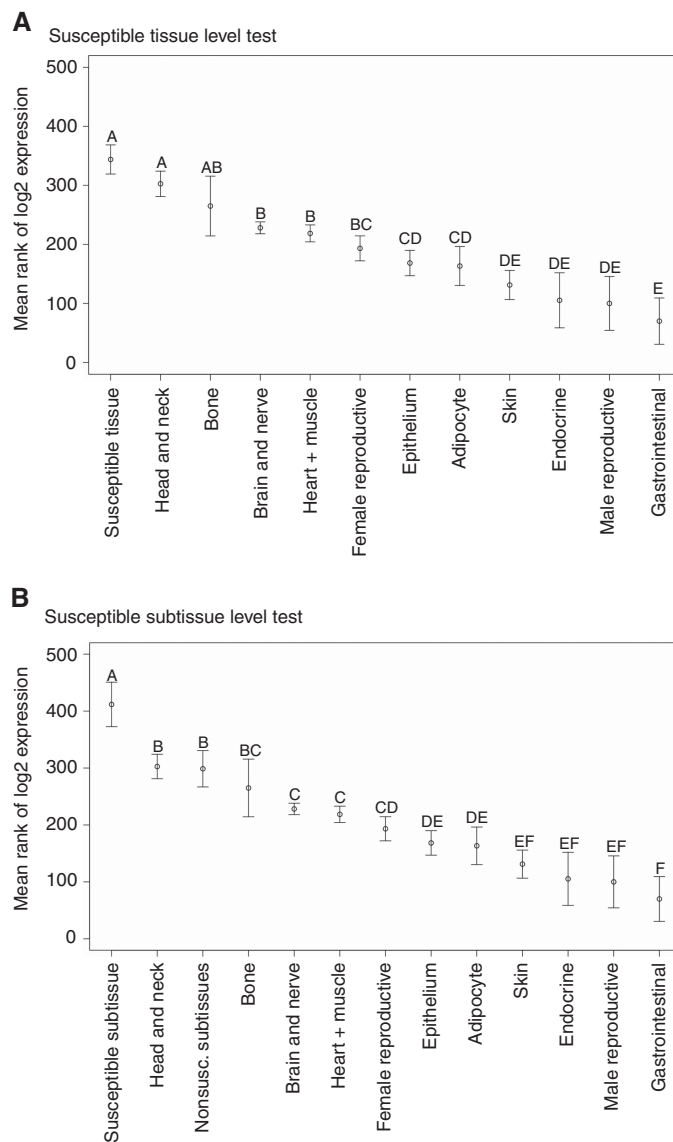 A
Susceptible tissue level test
Mean rank of log2 expression
500
400
300
200
100
0
A
A
AB
B
B
BC
CD
CD
DE
DE
DE
E
Susceptible tissue
Head and neck
Bone
Brain and nerve
Heart + muscle
Female reproductive
Epithelium
Adipocyte
Skin
Endocrine
Male reproductive
Gastrointestinal
B
Susceptible subtissue level test
Mean rank of log2 expression
500
400
300
200
100
0
A
B
B
BC
C
C
CD
DE
DE
EF
EF
EF
F
Susceptible subtissue
Head and neck
Nonsusc. subtissues
Bone
Brain and nerve
Heart + muscle
Female reproductive
Epithelium
Adipocyte
Skin
Endocrine
Male reproductive
Gastrointestinal